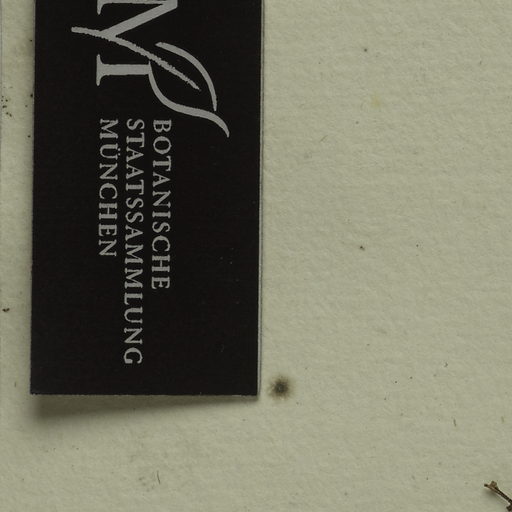 M
BOTANISCHE
STAATSSAMMLUNG
MÜNCHEN